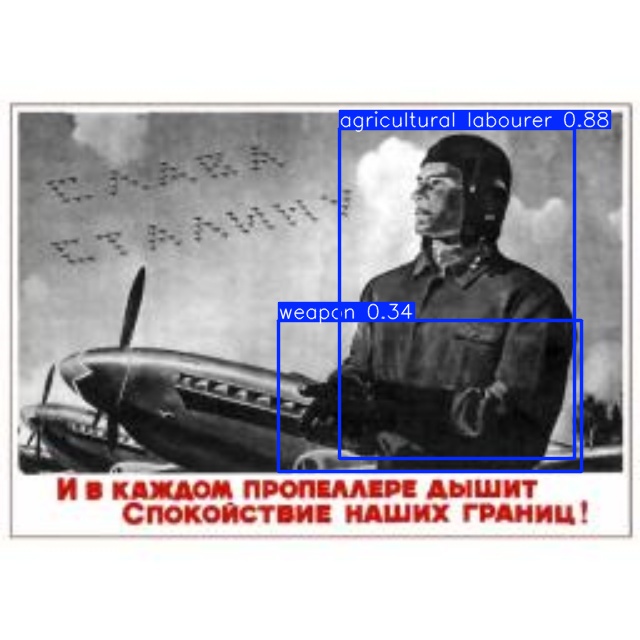 agricultural labourer 0.88
СЛАВА
СТАЛИНУ
weapon 0.34
И В КАЖДОМ ПРОПЕЛЛЕРЕ ДЫШИТ
СПОКОЙСТВИЕ НАШИХ ГРАНИЦ!